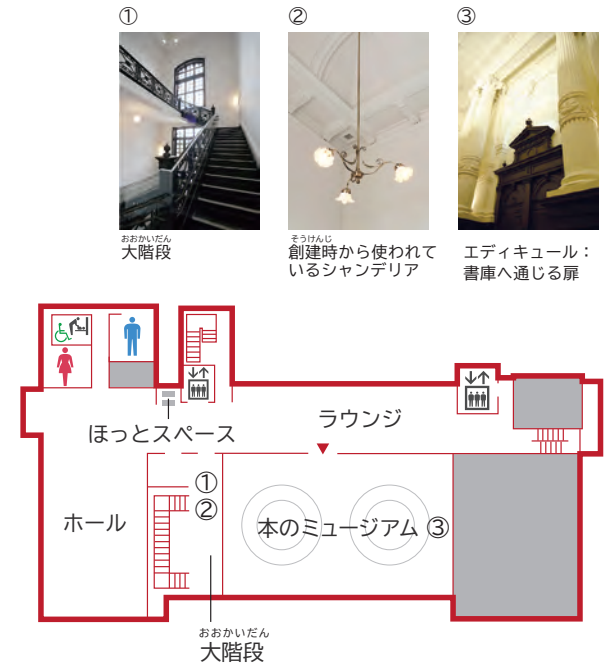 ①
②
③
おおかいだん
大階段
そうけんじ
創建時から使われて
いるシャンデリア
エディキュール：
書庫へ通じる扉
ラウンジ
ほっとスペース
①
②
ホール
本のミュージアム ③
おおかいだん
大階段